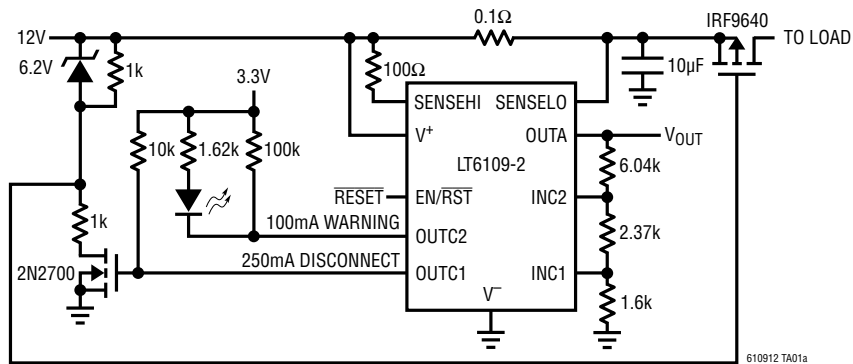 0.1Ω
IRF9640
12V
TO LOAD
6.2V
1k
100Ω
10µF
3.3V
SENSEHI SENSELO
10k
1.62k
100k
V+
OUTA
VOUT
LT6109-2
6.04k
RESET
EN/RST
INC2
1k
100mA WARNING
OUTC2
2.37k
2N2700
250mA DISCONNECT
OUTC1
INC1
V–
1.6k
610912 TA01a